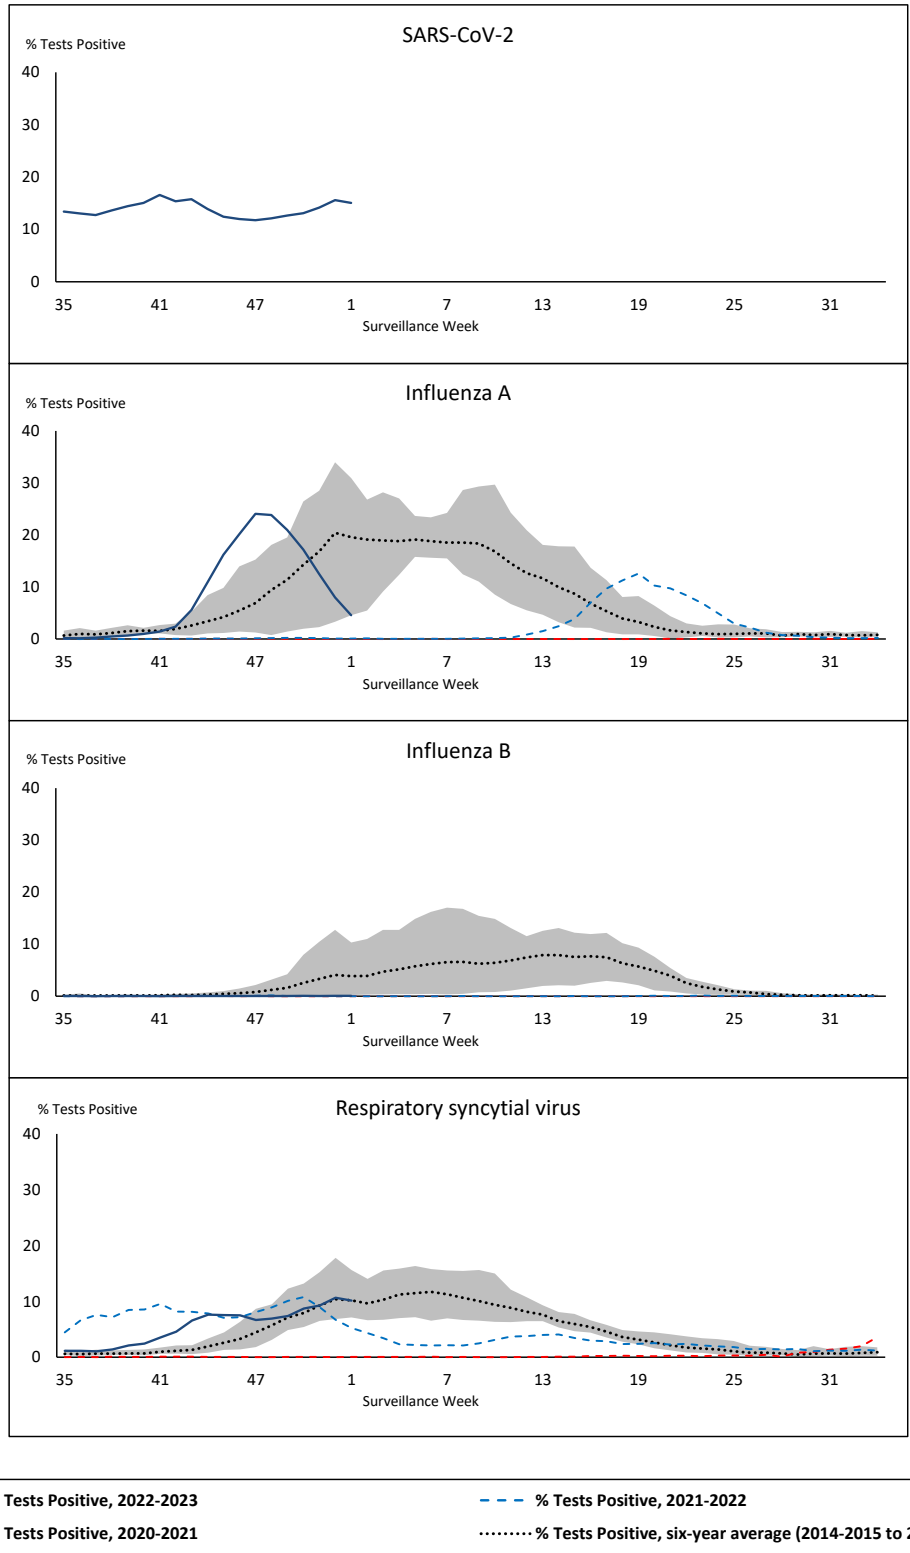 SARS-CoV-2
% Tests Positive
40
30
20
10
0
35 41 47 1 7 13 19 25 31
Surveillance Week
Influenza A
% Tests Positive
40
30
20
10
0
35 41 47 1 7 13 19 25 31
Surveillance Week
Influenza B
% Tests Positive
40
30
20
10
0
35 41 47 1 7 13 19 25 31
Surveillance Week
Respiratory syncytial virus
% Tests Positive
40
30
20
10
0
35 41 47 1 7 13 19 25 31
Surveillance Week
Tests Positive, 2022-2023 % Tests Positive, 2021-2022
Tests Positive, 2020-2021 % Tests Positive, six-year average (2014-2015 to 2